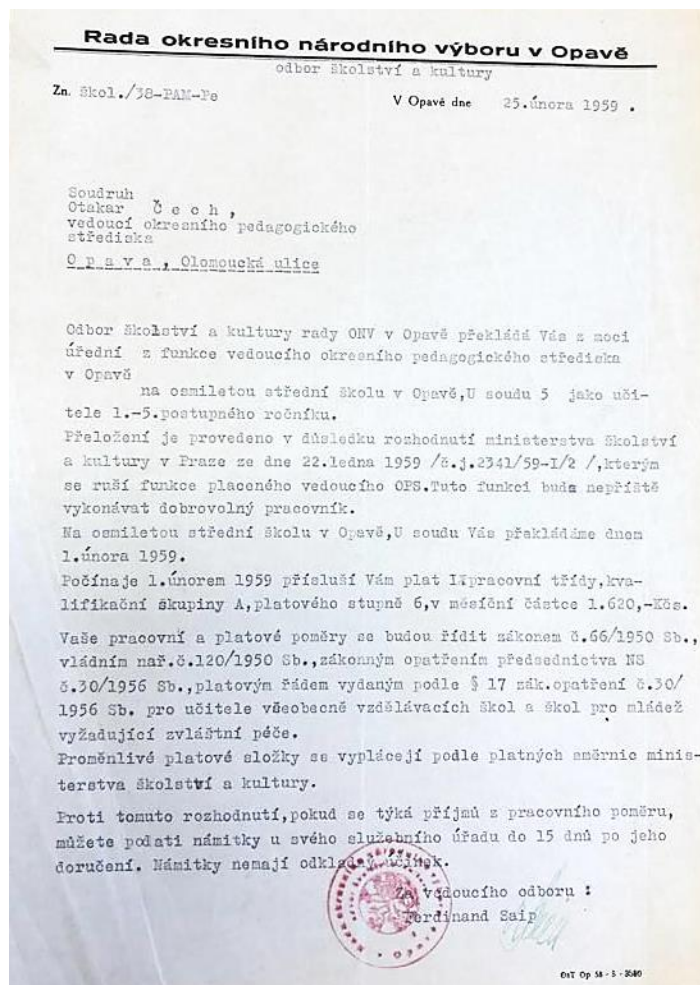 Rada okresního národního výboru v Opavě
odbor školství a kultury
Zn. škol./38-PAM-Pe
V Opavě dne 25.února 1959 .
Soudruh
Otakar Č e c h ,
vedoucí okresního pedagogického
střediska
O p a v a , Olomoucká ulice
Odbor školství a kultury rady ONV v Opavě překládá Vás z moci
úřední z funkce vedoucího okresního pedagogického střediska
v Opavě
na osmiletou střední školu v Opavě,U soudu 5 jako uči-
tele 1.-5.postupného ročníku.
Přeložení je provedeno v důsledku rozhodnutí ministerstva školství
a kultury v Praze ze dne 22.ledna 1959 /č.j.2341/59-I/2 /,kterým
se ruší funkce placeného vedoucího OPS.Tuto funkci bude nepříště
vykonávat dobrovolný pracovník.
Na osmiletou střední školu v Opavě,U soudu Vás překládáme dnem
1.února 1959.
Počínaje 1.únorem 1959 přísluší Vám plat pracovní třídy,kva-
lifikační skupiny A,platového stupně 6,v měsíční částce 1.620,-Kčs.
Vaše pracovní a platové poměry se budou řídit zákonem č.66/1950 Sb.,
vládním nař.č.120/1950 Sb.,zákonným opatřením předsednictva NS
č.30/1956 Sb.,platovým řádem vydaným podle § 17 zák.opatření č.30/
1956 Sb. pro učitele všeobecně vzdělávacích škol a škol pro mládež
vyžadující zvláštní péče.
Proměnlivé platové složky se vyplácejí podle platných směrnic minis-
terstva školství a kultury.
Proti tomuto rozhodnutí,pokud se týká příjmů z pracovního poměru,
můžete podati námitky u svého služebního úřadu do 15 dnů po jeho
doručení. Námitky nemají odkladný účinek.
Za vedoucího odboru :
Ferdinand Saip
OsT Op 58 - 5 - 3580